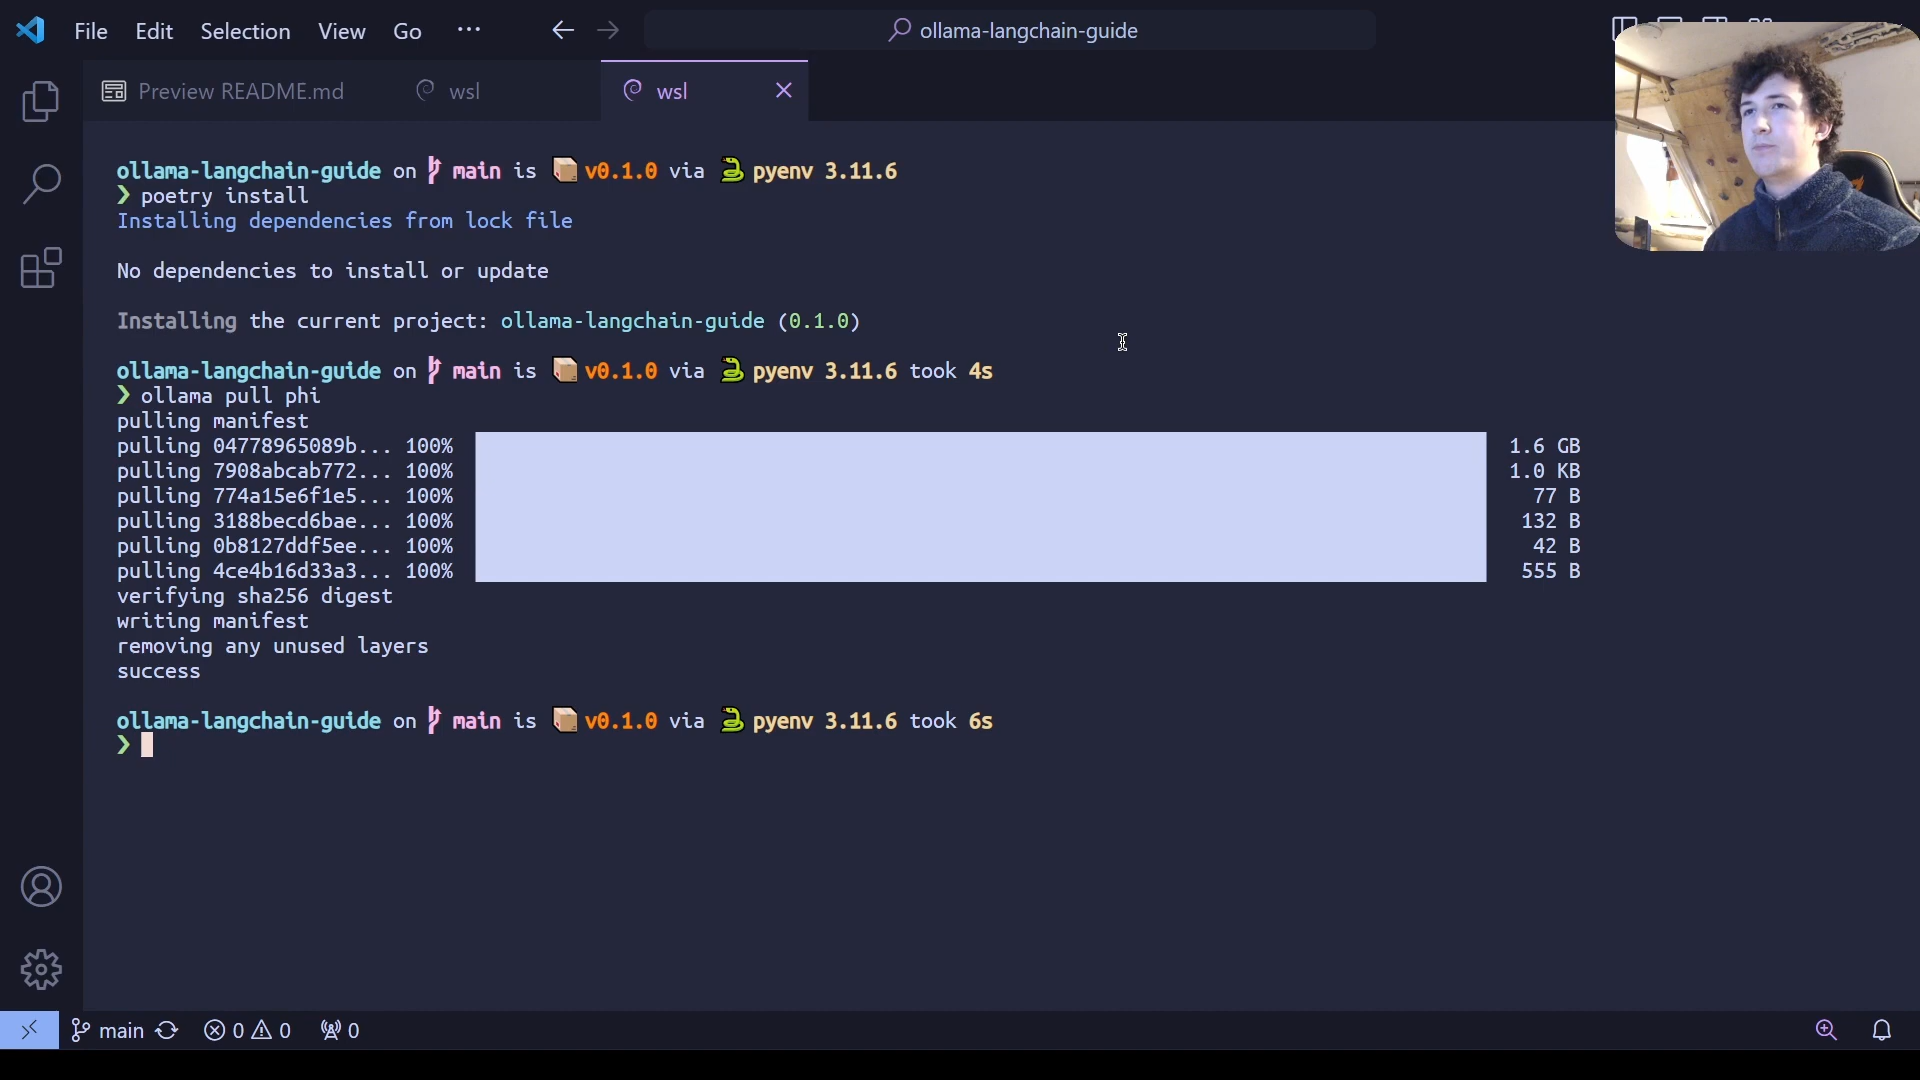 File Edit Selection View Go ···
ollama-langchain-guide
Preview README.md wsl wsl
ollama-langchain-guide on main is v0.1.0 via pyenv 3.11.6
❯ poetry install
Installing dependencies from lock file
No dependencies to install or update
Installing the current project: ollama-langchain-guide (0.1.0)
ollama-langchain-guide on main is v0.1.0 via pyenv 3.11.6 took 4s
❯ ollama pull phi
pulling manifest
pulling 04778965089b... 100% 1.6 GB
pulling 7908abcab772... 100% 1.0 KB
pulling 774a15e6f1e5... 100% 77 B
pulling 3188becd6bae... 100% 132 B
pulling 0b8127ddf5ee... 100% 42 B
pulling 4ce4b16d33a3... 100% 555 B
verifying sha256 digest
writing manifest
removing any unused layers
success
ollama-langchain-guide on main is v0.1.0 via pyenv 3.11.6 took 6s
❯
main 0 0 0